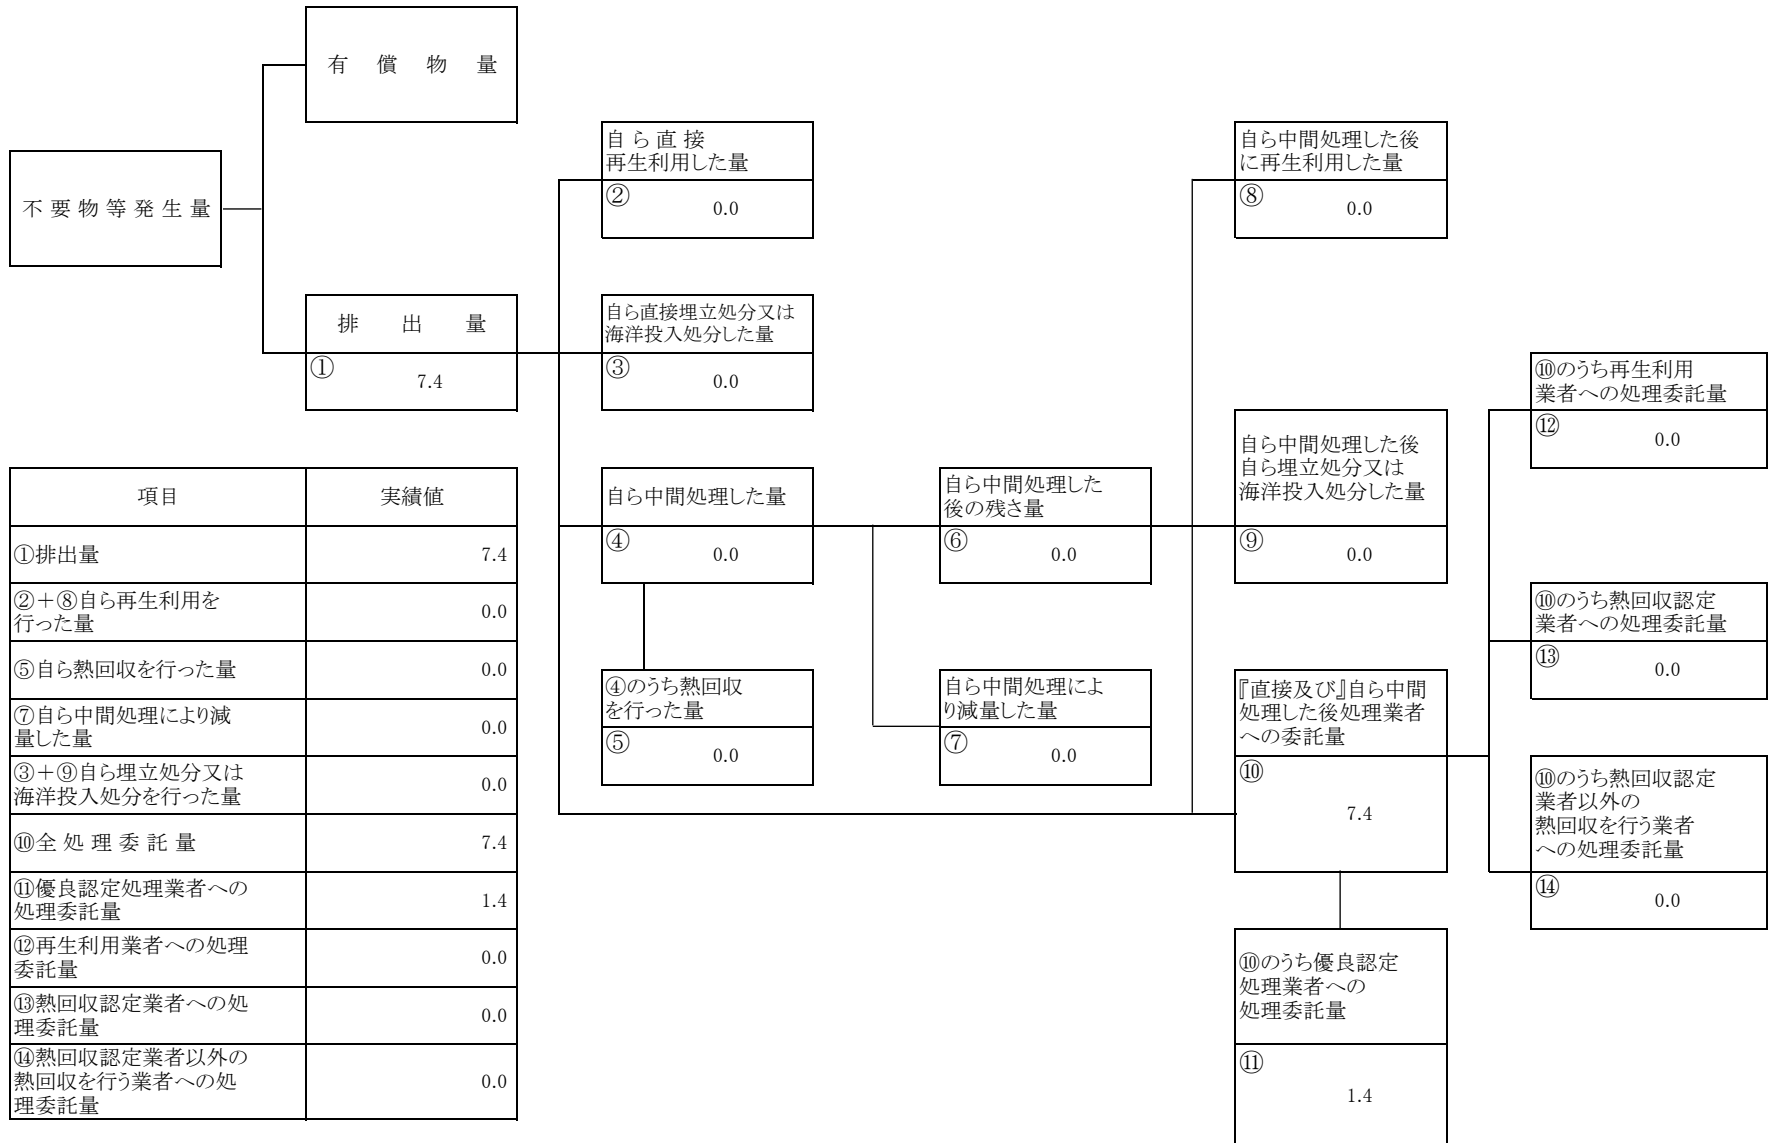 有償物量
不要物等発生量
排出量
①
7.4
自ら直接
再生利用した量
②
0.0
自ら直接埋立処分又は
海洋投入処分した量
③
0.0
自ら中間処理した量
④
0.0
④のうち熱回収
を行った量
⑤
0.0
自ら中間処理した
後の残さ量
⑥
0.0
自ら中間処理によ
り減量した量
⑦
0.0
自ら中間処理した後
に再生利用した量
⑧
0.0
自ら中間処理した後
自ら埋立処分又は
海洋投入処分した量
⑨
0.0
『直接及び』自ら中間
処理した後処理業者
への委託量
⑩
7.4
⑩のうち優良認定
処理業者への
処理委託量
⑪
1.4
⑩のうち再生利用
業者への処理委託量
⑫
0.0
⑩のうち熱回収認定
業者への処理委託量
⑬
0.0
⑩のうち熱回収認定
業者以外の
熱回収を行う業者
への処理委託量
⑭
0.0
項目 実績値
①排出量 7.4
②+⑧自ら再生利用を
行った量 0.0
⑤自ら熱回収を行った量 0.0
⑦自ら中間処理により減
量した量 0.0
③+⑨自ら埋立処分又は
海洋投入処分を行った量 0.0
⑩全処理委託量 7.4
⑪優良認定処理業者への
処理委託量 1.4
⑫再生利用業者への処理
委託量 0.0
⑬熱回収認定業者への処
理委託量 0.0
⑭熱回収認定業者以外の
熱回収を行う業者への処
理委託量 0.0